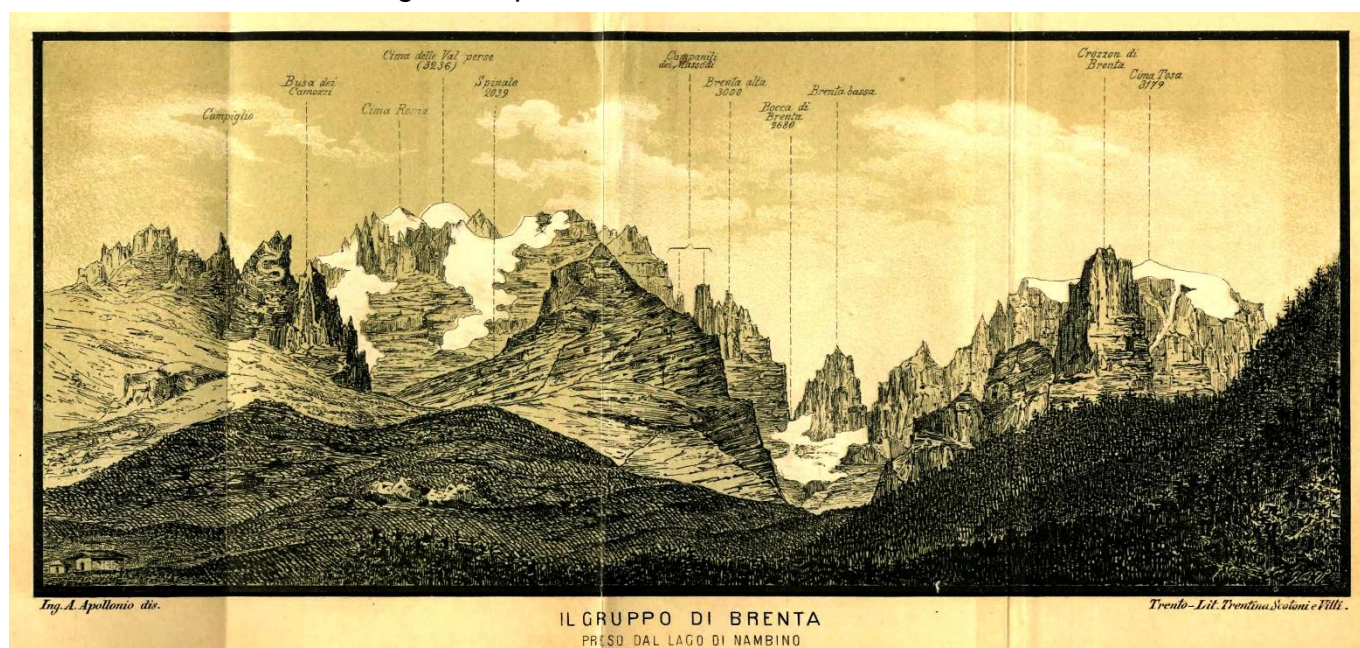 Campiglio
Busa dei
Camozzi
Cima Roma
Cima delle Val perse
(3236)
Spinale
2039
Campanili
dei Massodi
Brenta alta
3000
Bocca di
Brenta
2680
Brenta bassa
Crozzon di
Brenta
Cima Tosa
3179
Ing. A. Apollonio dis.
Trento-Lit. Trentina Scotoni e Vitti.
IL GRUPPO DI BRENTA
PRESO DAL LAGO DI NAMBINO